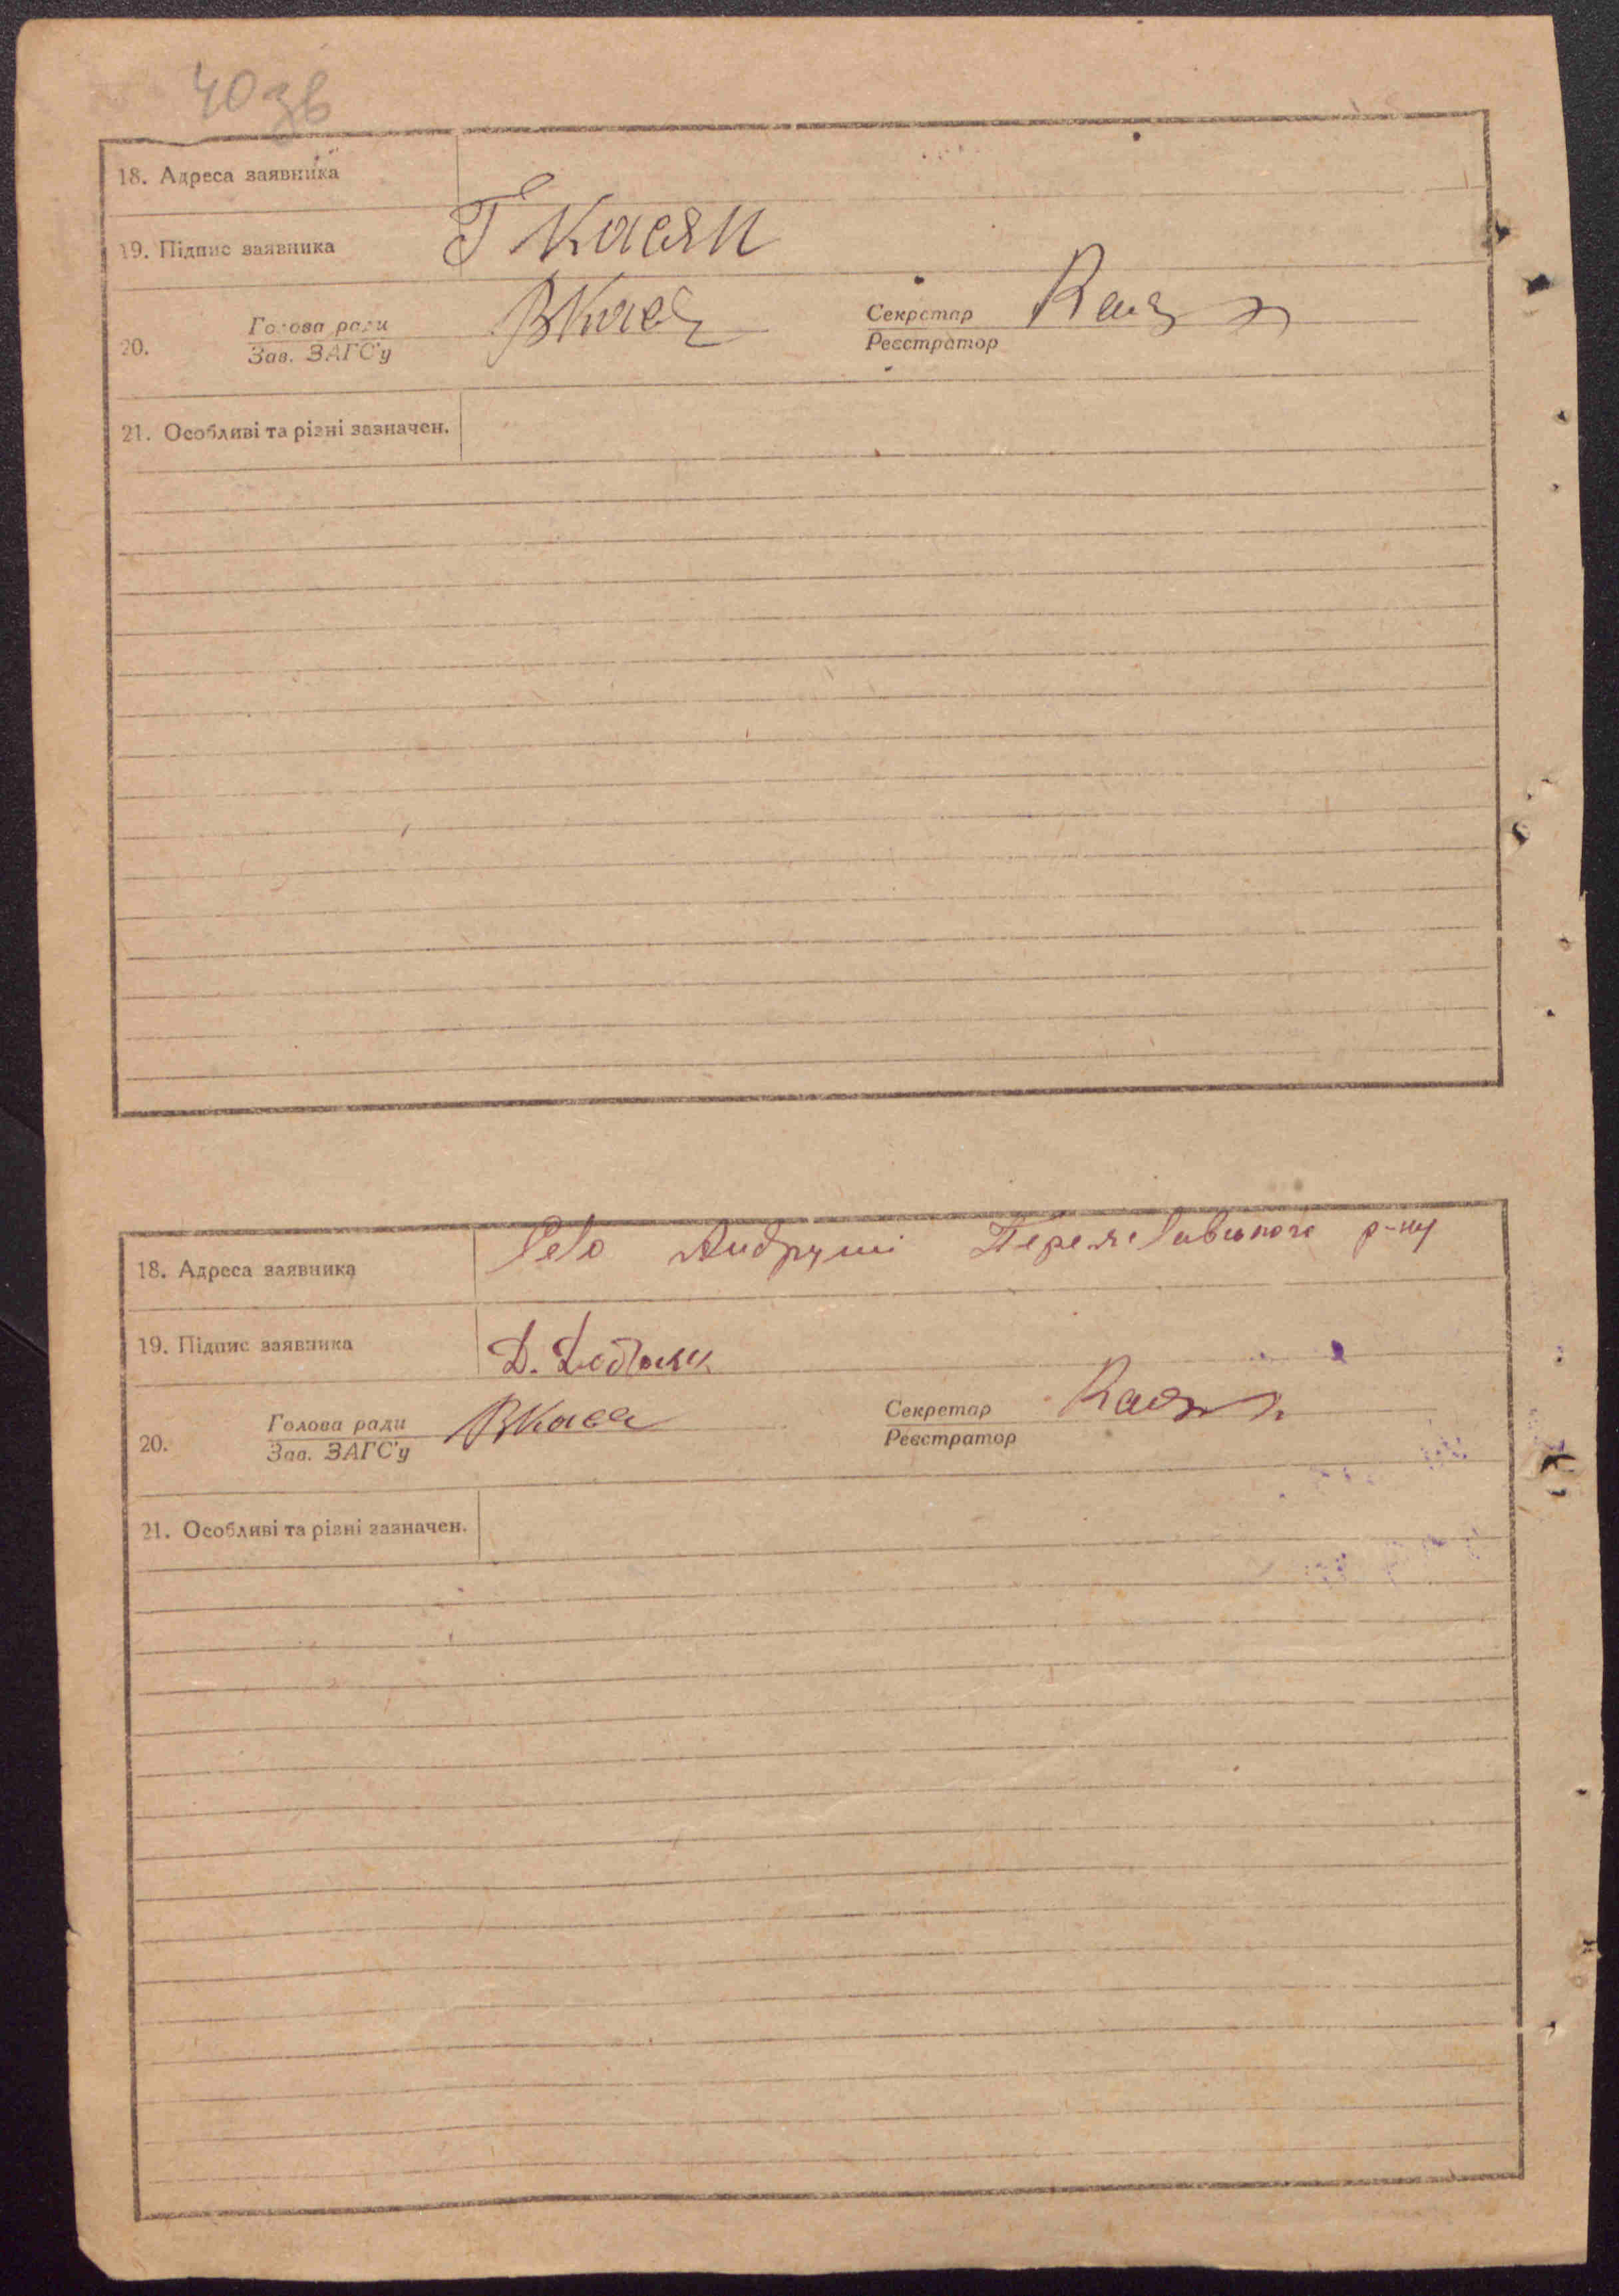 40зв
18. Адреса заявника
19. Підпис заявника Г Касян
20. Голова ради
Зав. ЗАГС'у
Секретар
Реєстратор
21. Особливі та різні зазначен.
18. Адреса заявника Село Андруші Переяславського р-ну
19. Підпис заявника Д.
20. Голова ради
Зав. ЗАГС'у
Секретар
Реєстратор
21. Особливі та різні зазначен.